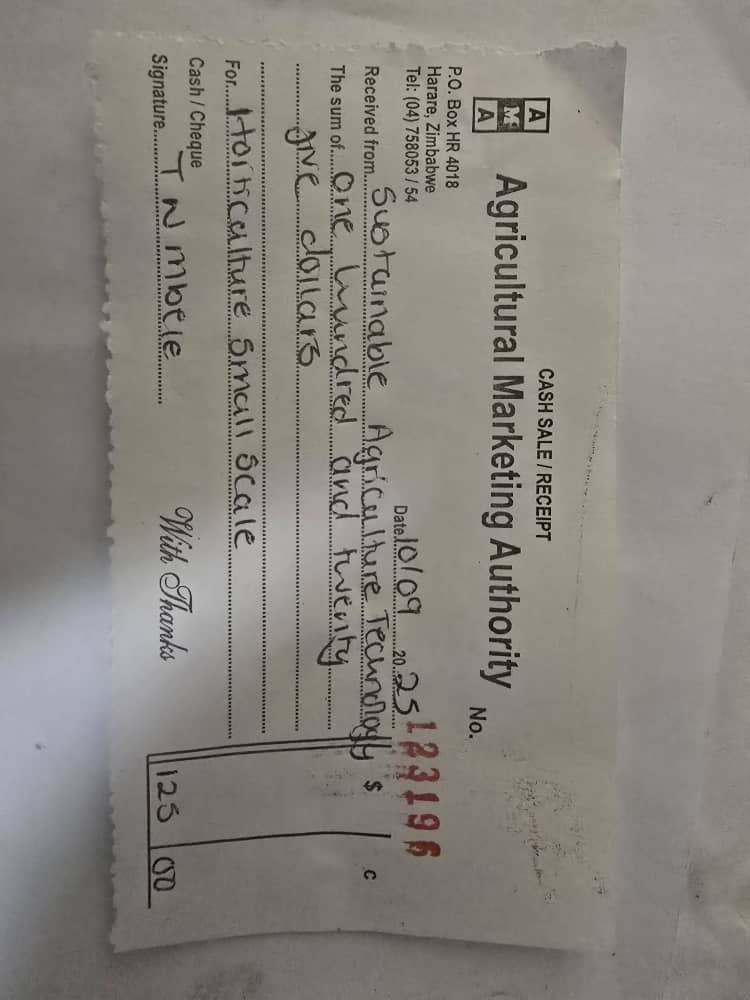 CASH SALE / RECEIPT
A
MA
A
Agricultural Marketing Authority
P.O. Box HR 4018
Harare, Zimbabwe
Tel: (04) 758053 / 54
No. 123196
Date 10/09 2025
Received from Sustainable Agriculture Technology
The sum of One hundred and twenty
five dollars
For Horticulture Small Scale
Cash / Cheque
Signature T N mbele
With Thanks
$ c
125 00